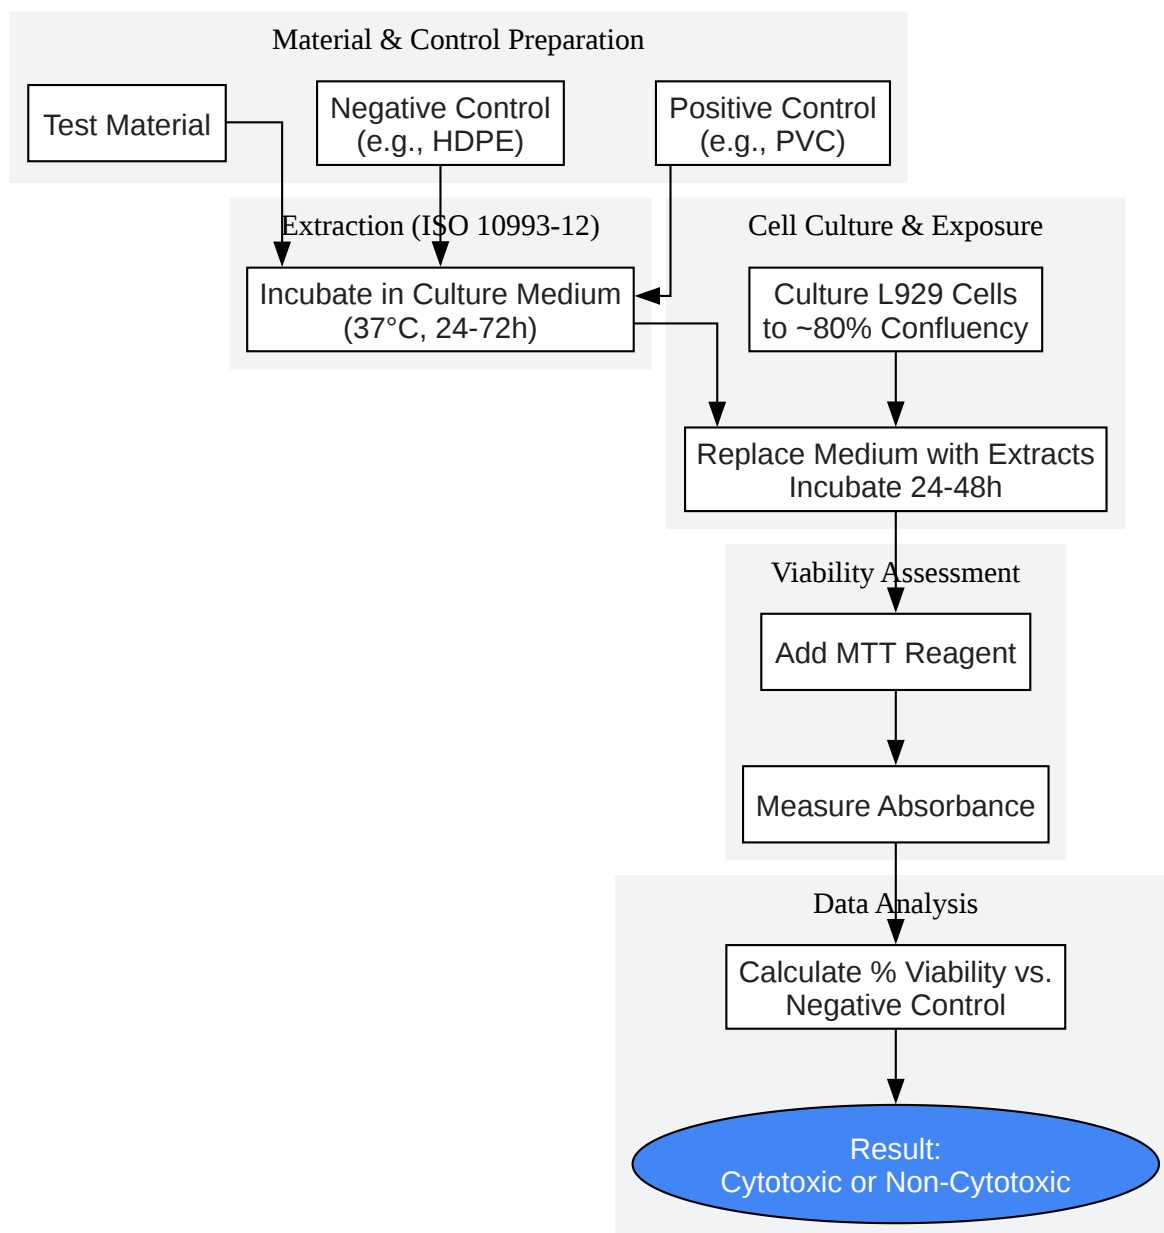 Material & Control Preparation
Test Material
Negative Control
(e.g., HDPE)
Positive Control
(e.g., PVC)
Extraction (ISO 10993-12)
Incubate in Culture Medium
(37°C, 24-72h)
Cell Culture & Exposure
Culture L929 Cells
to ~80% Confluency
Replace Medium with Extracts
Incubate 24-48h
Viability Assessment
Add MTT Reagent
Measure Absorbance
Data Analysis
Calculate % Viability vs.
Negative Control
Result:
Cytotoxic or Non-Cytotoxic